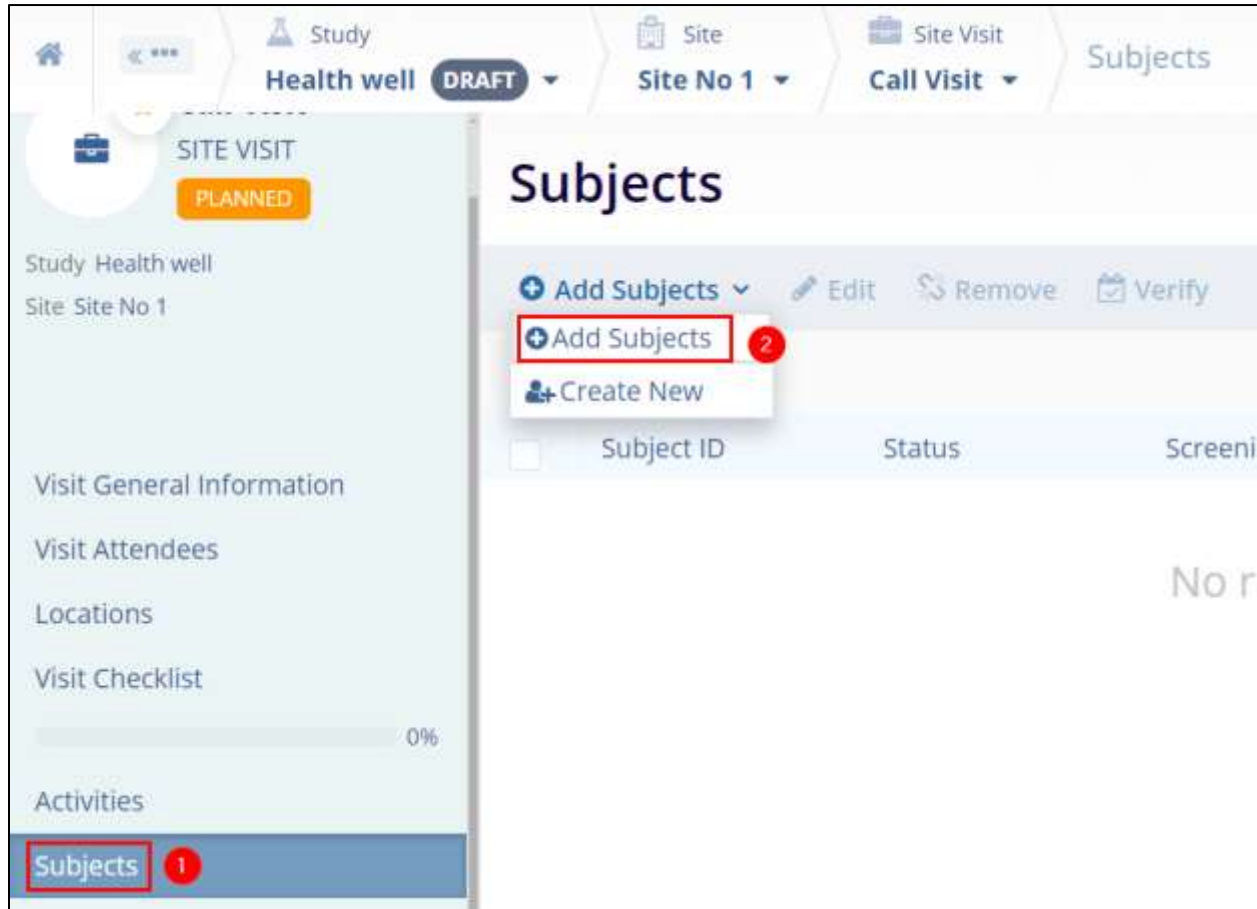 Study
Site
Site Visit
Health well DRAFT
Site No 1
Call Visit
Subjects
SITE VISIT
PLANNED
Study Health well
Site Site No 1
Visit General Information
Visit Attendees
Locations
Visit Checklist
0%
Activities
Subjects 1
Subjects
Add Subjects Edit Remove Verify
Add Subjects 2
Create New
Subject ID Status Screeni
No r